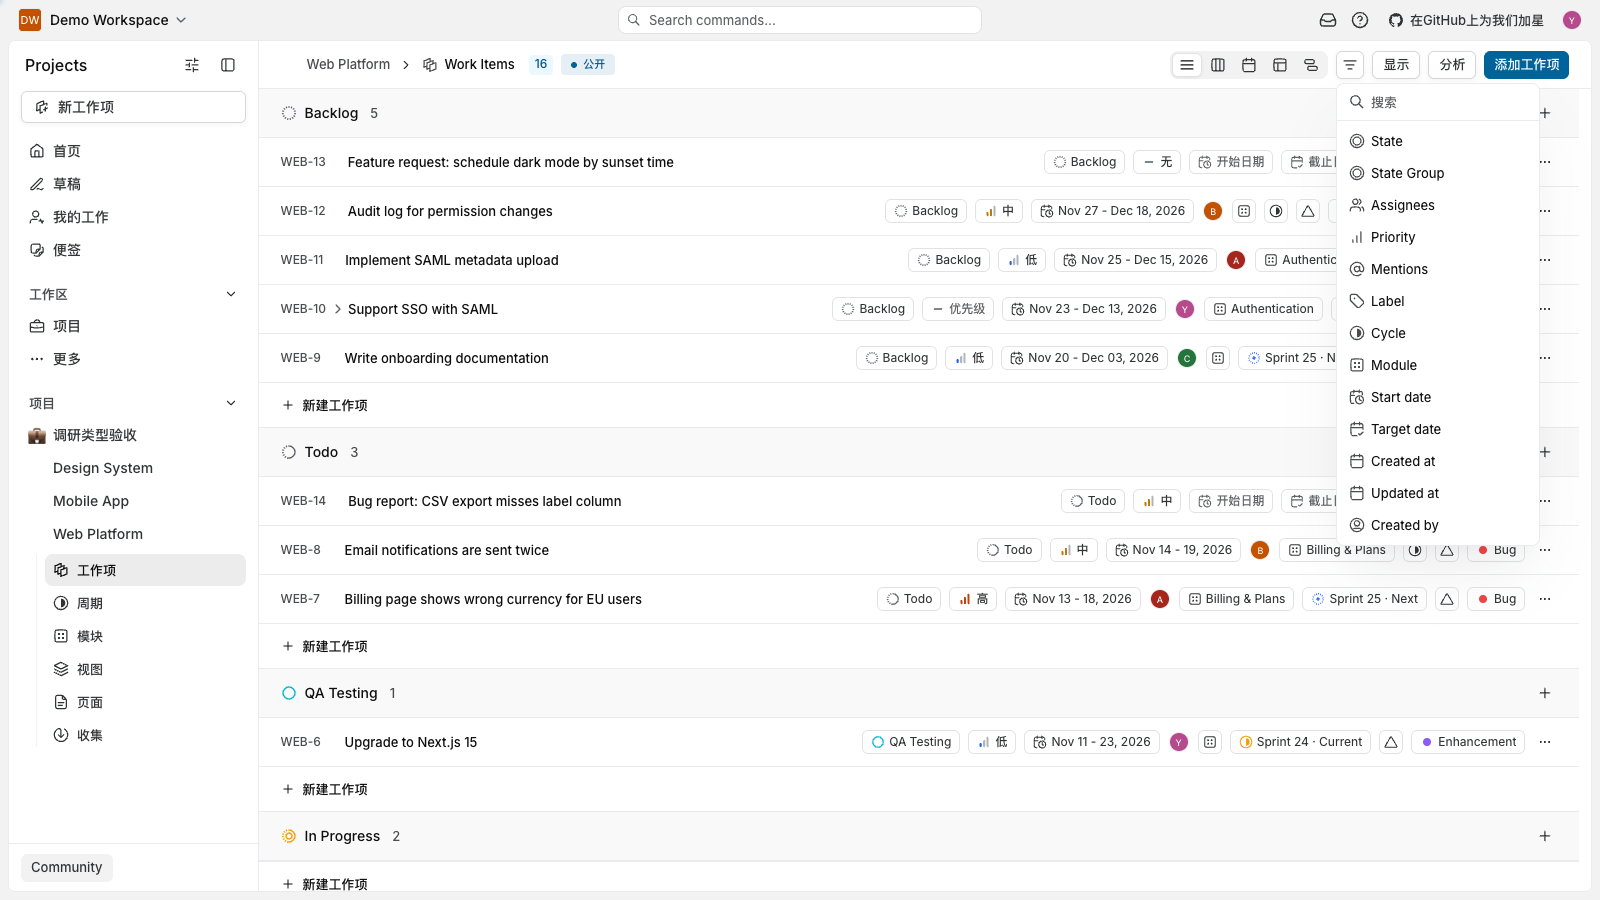 DW Demo Workspace
Search commands...
在GitHub上为我们加星
Y
Projects
新工作项
首页
草稿
我的工作
便签
工作区
项目
更多
项目
调研类型验收
Design System
Mobile App
Web Platform
工作项
周期
模块
视图
页面
收集
Community
Web Platform
Work Items
16
公开
显示
分析
添加工作项
搜索
State
State Group
Assignees
Priority
Mentions
Label
Cycle
Module
Start date
Target date
Created at
Updated at
Created by
Backlog 5
WEB-13 Feature request: schedule dark mode by sunset time Backlog 无 开始日期
WEB-12 Audit log for permission changes Backlog 中 Nov 27 - Dec 18, 2026 B
WEB-11 Implement SAML metadata upload Backlog 低 Nov 25 - Dec 15, 2026 A
WEB-10 Support SSO with SAML Backlog 优先级 Nov 23 - Dec 13, 2026 Y Authentication
WEB-9 Write onboarding documentation Backlog 低 Nov 20 - Dec 03, 2026 C Sprint 25 · N
新建工作项
Todo 3
WEB-14 Bug report: CSV export misses label column Todo 中 开始日期
WEB-8 Email notifications are sent twice Todo 中 Nov 14 - 19, 2026 B Billing & Plans Bug
WEB-7 Billing page shows wrong currency for EU users Todo 高 Nov 13 - 18, 2026 A Billing & Plans Sprint 25 · Next Bug
新建工作项
QA Testing 1
WEB-6 Upgrade to Next.js 15 QA Testing 低 Nov 11 - 23, 2026 Y Sprint 24 · Current Enhancement
新建工作项
In Progress 2
新建工作项